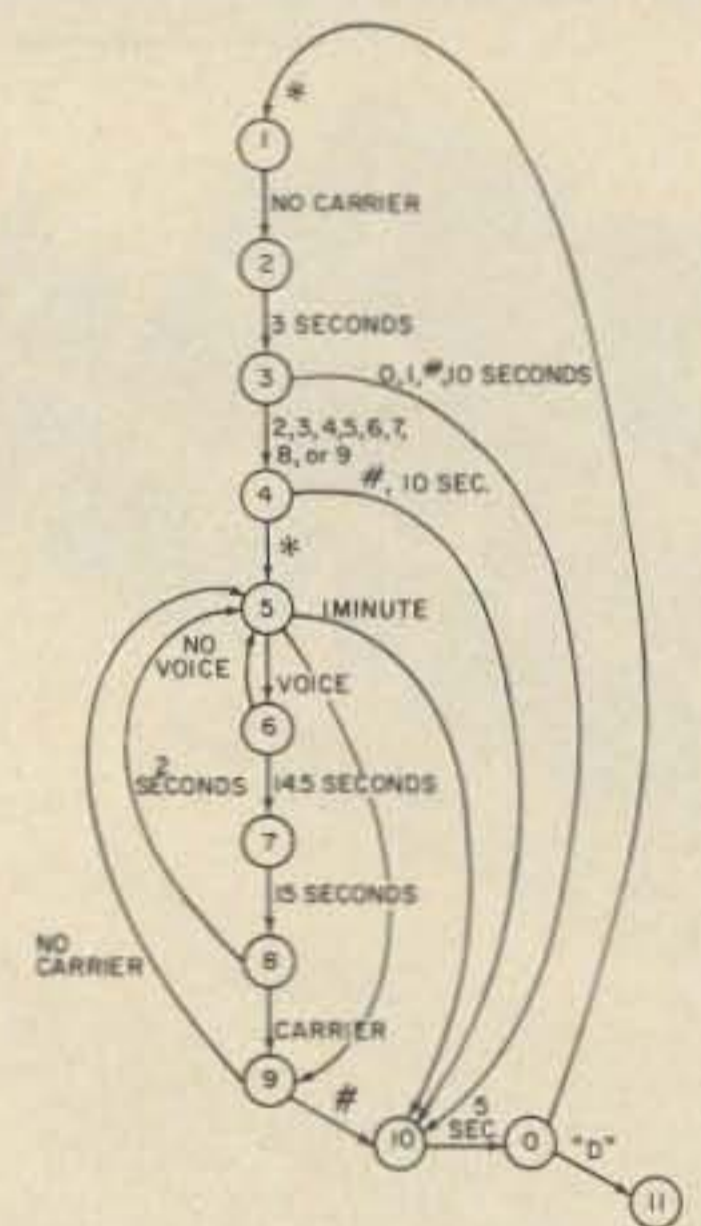 *
1
NO CARRIER
2
3 SECONDS
3
0, 1, #, 10 SECONDS
2, 3, 4, 5, 6, 7,
8, or 9
#, 10 SEC.
4
*
5
1 MINUTE
NO
VOICE
VOICE
6
2
SECONDS
14.5 SECONDS
7
15 SECONDS
NO
CARRIER
8
CARRIER
9
#
10
5
SEC
0
"D"
11